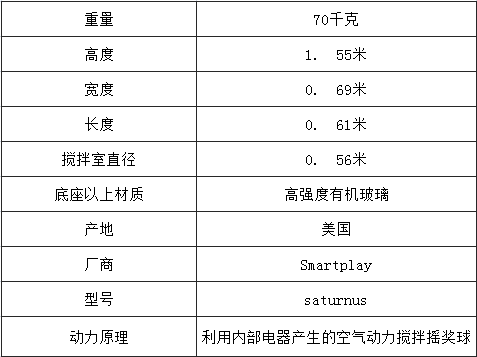 重量 70千克
高度 1. 55米
宽度 0. 69米
长度 0. 61米
搅拌室直径 0. 56米
底座以上材质 高强度有机玻璃
产地 美国
厂商 Smartplay
型号 saturnus
动力原理 利用内部电器产生的空气动力搅拌摇奖球